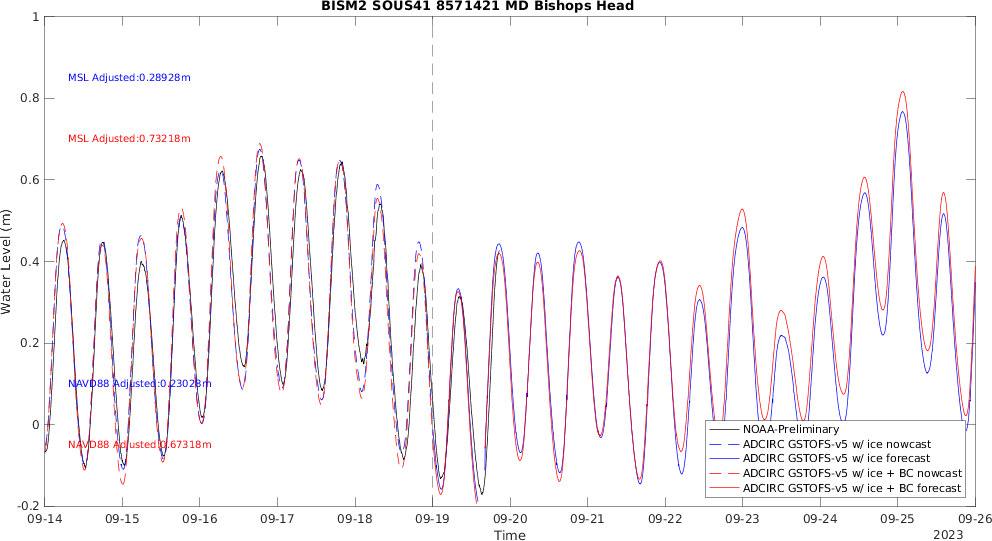 BISM2 SOUS41 8571421 MD Bishops Head
1
0.8
0.6
0.4
0.2
0
-0.2
Water Level (m)
MSL Adjusted:0.28928m
MSL Adjusted:0.73218m
NAVD88 Adjusted:0.23028m
NAVD88 Adjusted:0.67318m
NOAA-Preliminary
ADCIRC GSTOFS-v5 w/ ice nowcast
ADCIRC GSTOFS-v5 w/ ice forecast
ADCIRC GSTOFS-v5 w/ ice + BC nowcast
ADCIRC GSTOFS-v5 w/ ice + BC forecast
09-14 09-15 09-16 09-17 09-18 09-19 09-20 09-21 09-22 09-23 09-24 09-25 09-26
Time
2023